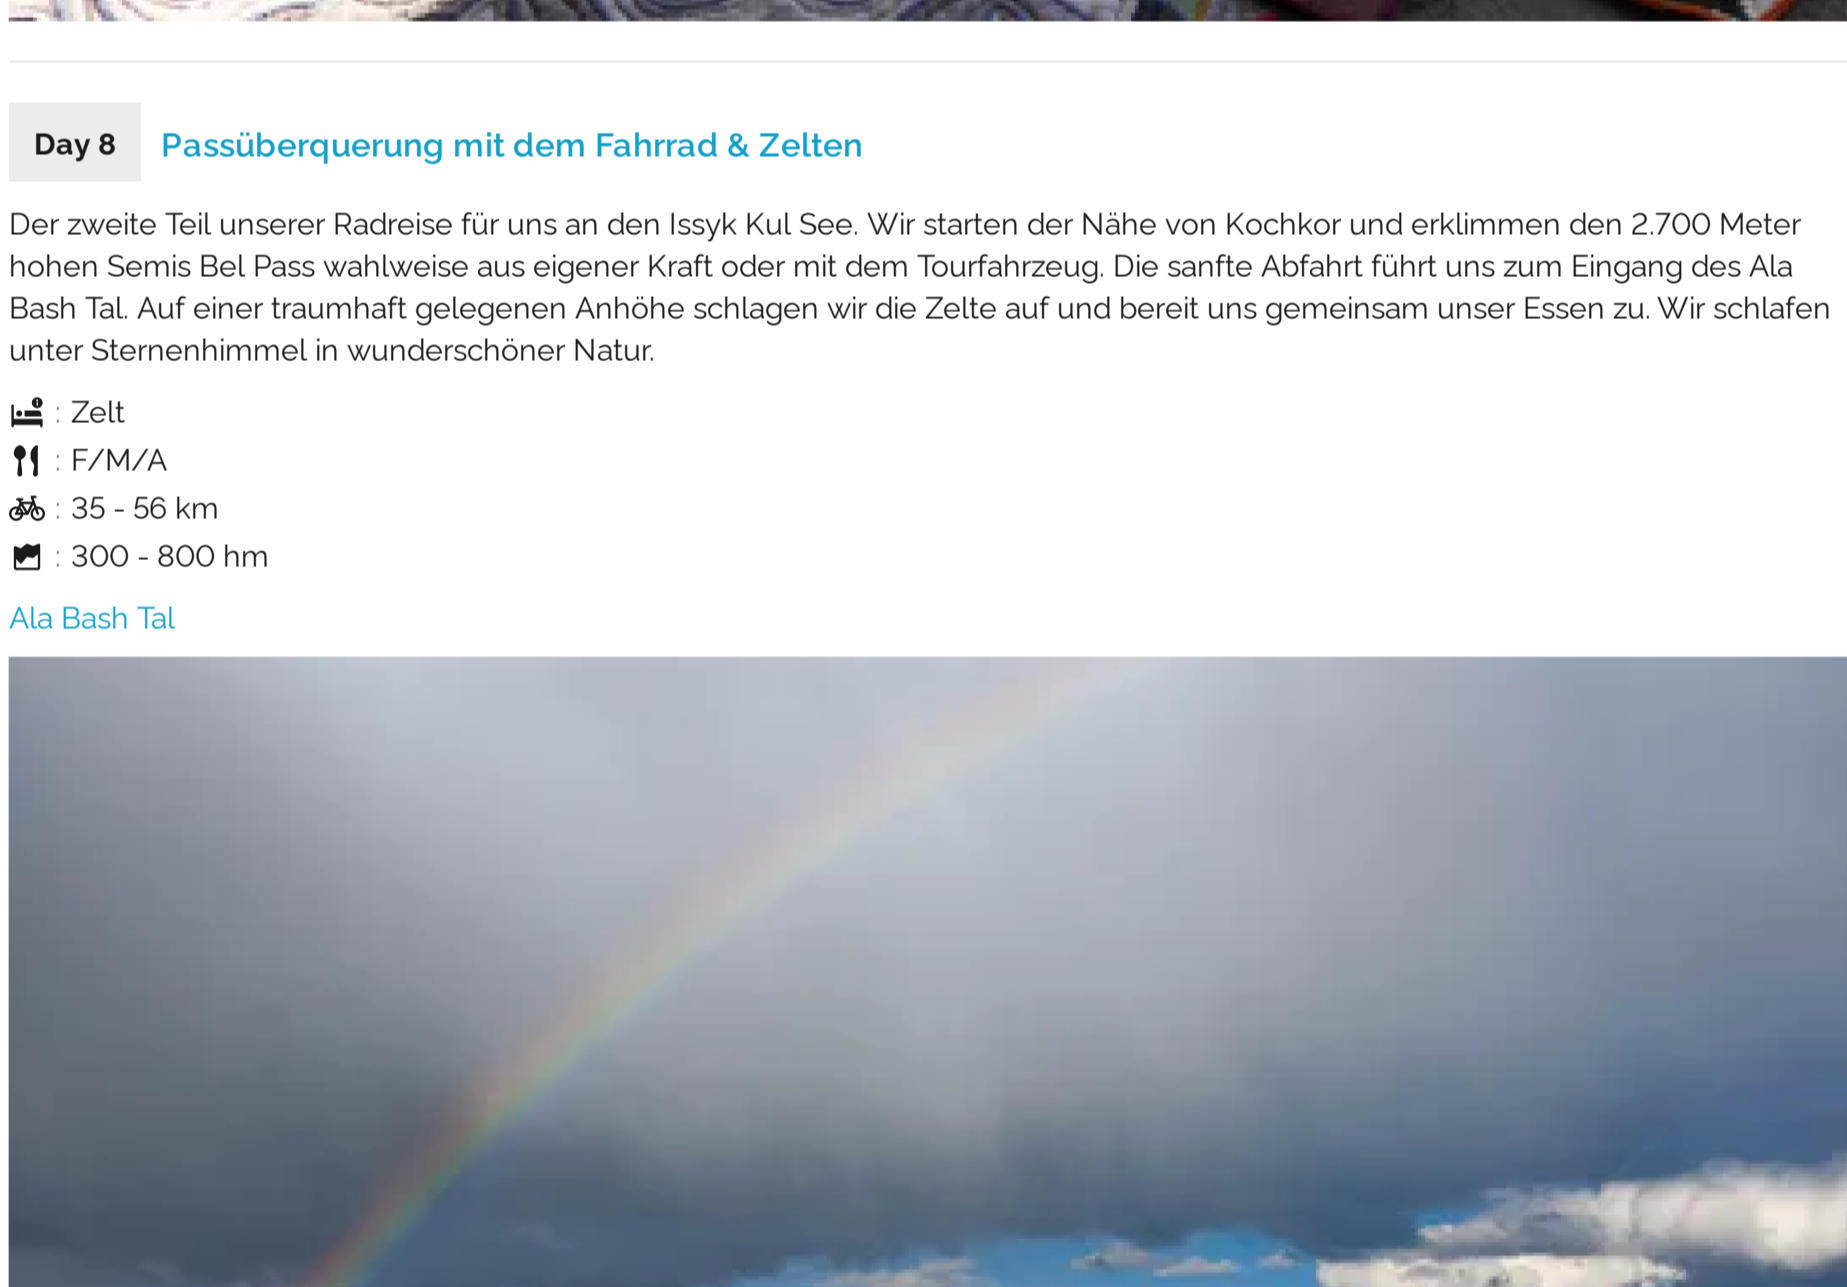 Day 8
Passüberquerung mit dem Fahrrad & Zelten
Der zweite Teil unserer Radreise für uns an den Issyk Kul See. Wir starten der Nähe von Kochkor und erklimmen den 2.700 Meter
hohen Semis Bel Pass wahlweise aus eigener Kraft oder mit dem Tourfahrzeug. Die sanfte Abfahrt führt uns zum Eingang des Ala
Bash Tal. Auf einer traumhaft gelegenen Anhöhe schlagen wir die Zelte auf und bereit uns gemeinsam unser Essen zu. Wir schlafen
unter Sternenhimmel in wunderschöner Natur.
: Zelt
: F/M/A
: 35 - 56 km
: 300 - 800 hm
Ala Bash Tal